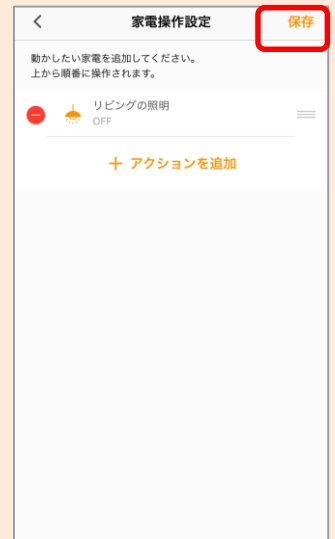 家電操作設定
保存
動かしたい家電を追加してください。
上から順番に操作されます。
リビングの照明
OFF
＋ アクションを追加